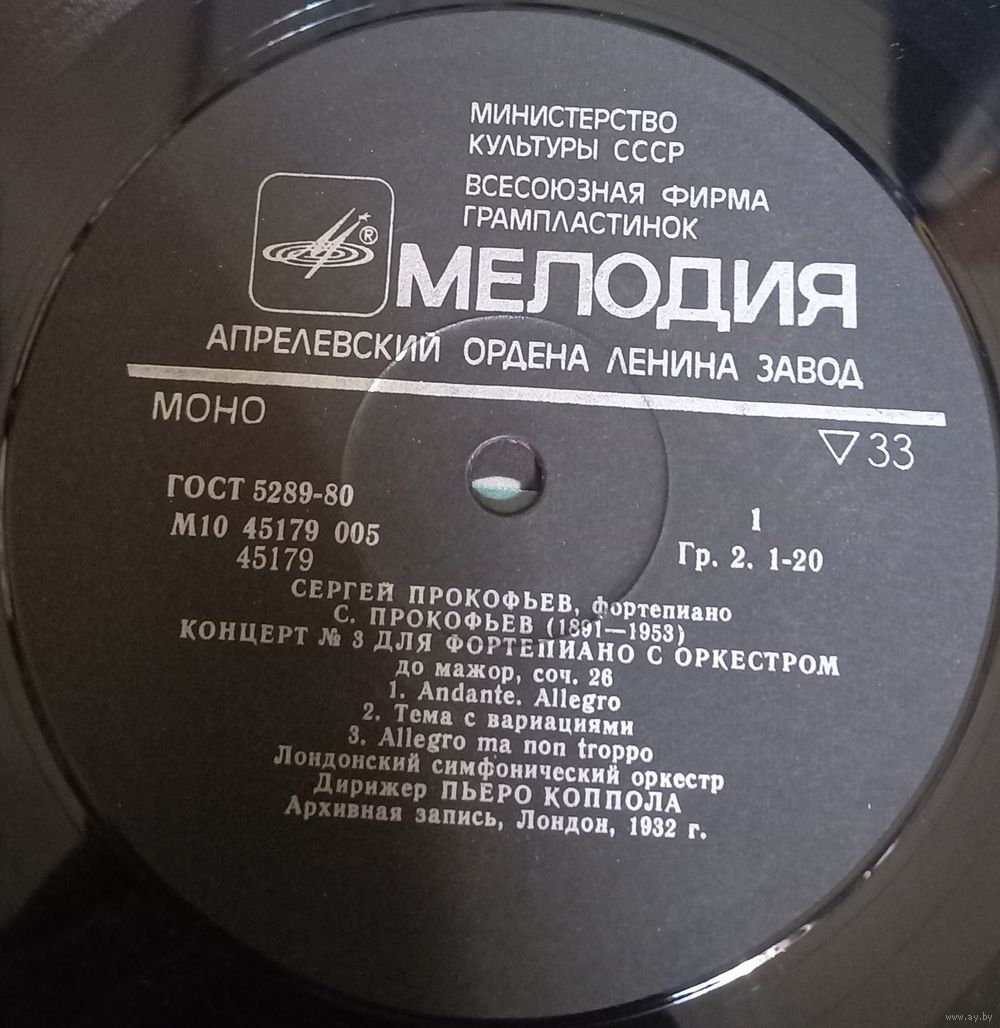 МИНИСТЕРСТВО
КУЛЬТУРЫ СССР
ВСЕСОЮЗНАЯ ФИРМА
ГРАМПЛАСТИНОК
®
МЕЛОДИЯ
АПРЕЛЕВСКИЙ ОРДЕНА ЛЕНИНА ЗАВОД
МОНО
▽ 33
ГОСТ 5289-80
М10 45179 005
45179
1
Гр. 2. 1-20
СЕРГЕЙ ПРОКОФЬЕВ, фортепиано
С. ПРОКОФЬЕВ (1891—1953)
КОНЦЕРТ № 3 ДЛЯ ФОРТЕПИАНО С ОРКЕСТРОМ
до мажор, соч. 26
1. Andante. Allegro
2. Тема с вариациями
3. Allegro ma non troppo
Лондонский симфонический оркестр
Дирижер ПЬЕРО КОППОЛА
Архивная запись, Лондон, 1932 г.
www.ay.by